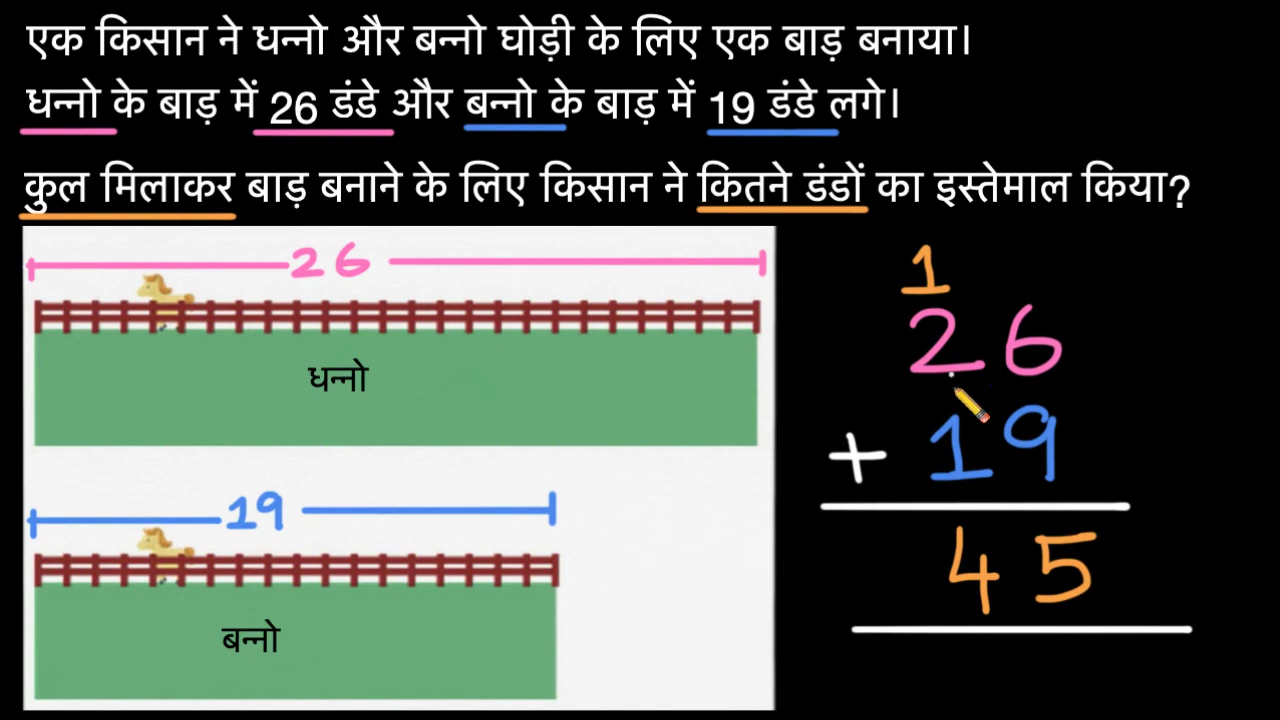 एक किसान ने धन्नो और बन्नो घोड़ी के लिए एक बाड़ बनाया।
धन्नो के बाड़ में 26 डंडे और बन्नो के बाड़ में 19 डंडे लगे।
कुल मिलाकर बाड़ बनाने के लिए किसान ने कितने डंडों का इस्तेमाल किया?
26
धन्नो
19
बन्नो
1
26
+ 19
45